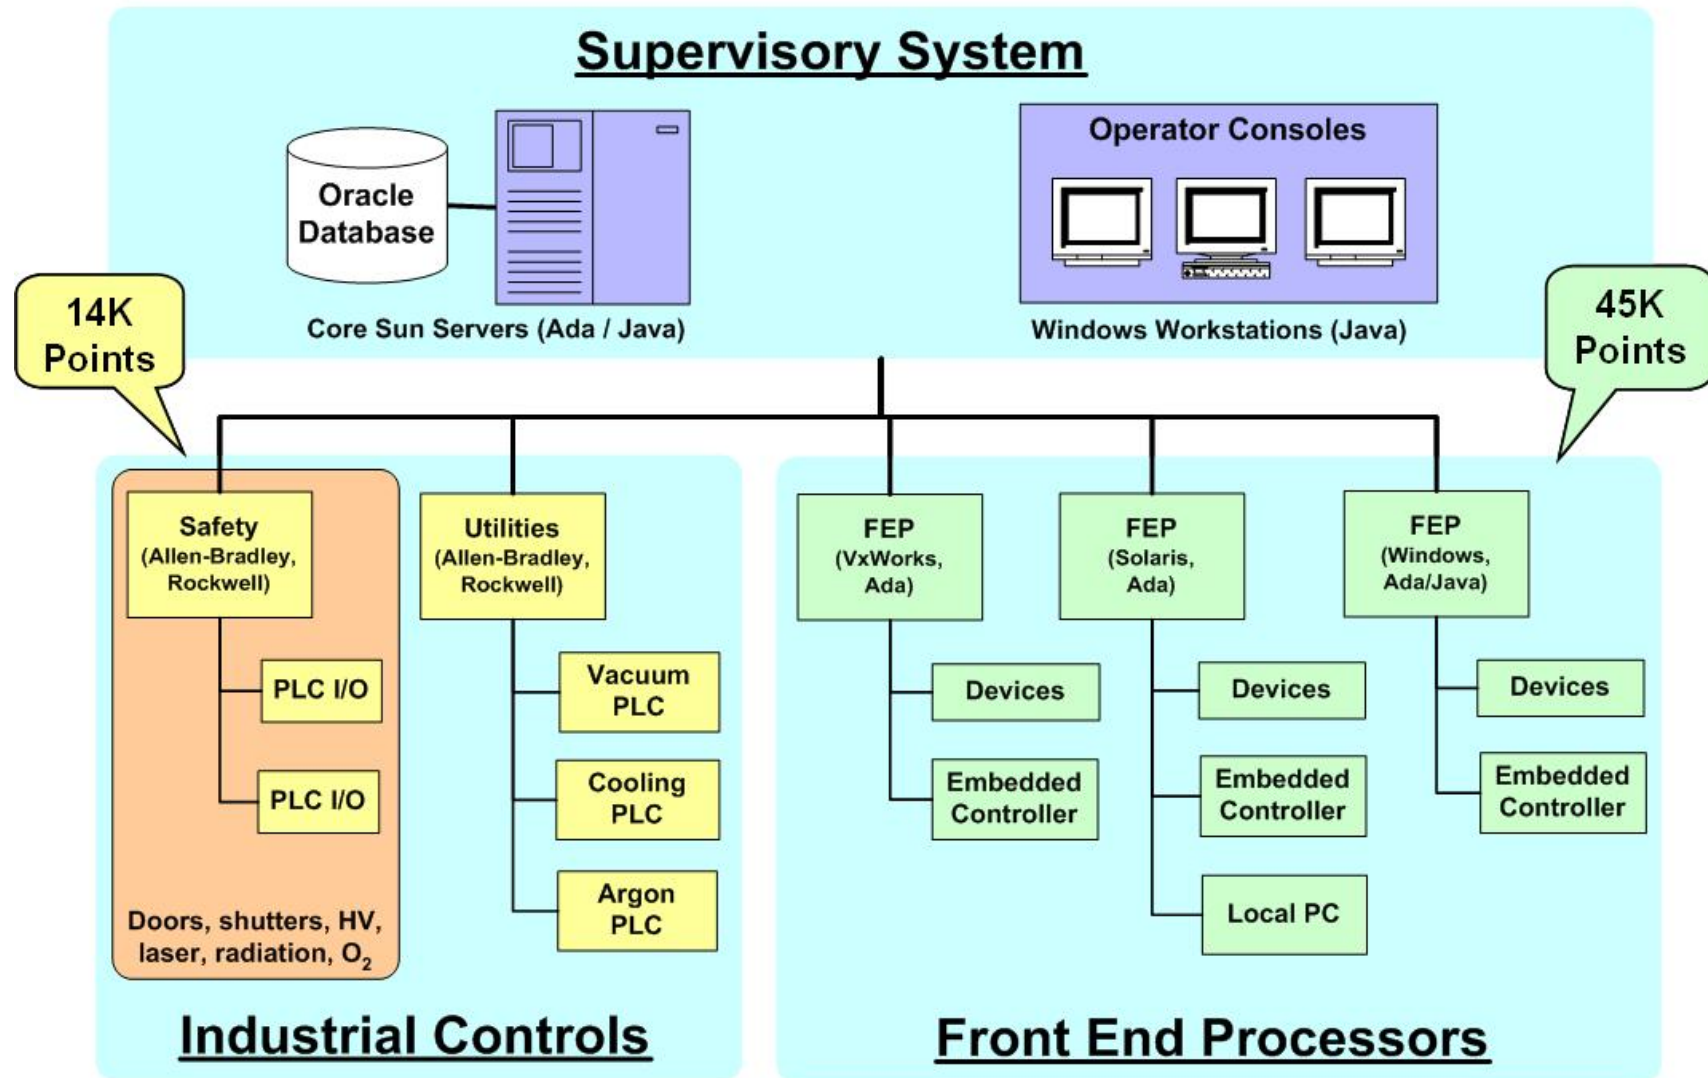 Supervisory System
Oracle
Database
Core Sun Servers (Ada / Java)
Operator Consoles
Windows Workstations (Java)
14K
Points
45K
Points
Safety
(Allen-Bradley,
Rockwell)
PLC I/O
PLC I/O
Doors, shutters, HV,
laser, radiation, O2
Utilities
(Allen-Bradley,
Rockwell)
Vacuum
PLC
Cooling
PLC
Argon
PLC
Industrial Controls
FEP
(VxWorks,
Ada)
Devices
Embedded
Controller
FEP
(Solaris,
Ada)
Devices
Embedded
Controller
Local PC
FEP
(Windows,
Ada/Java)
Devices
Embedded
Controller
Front End Processors